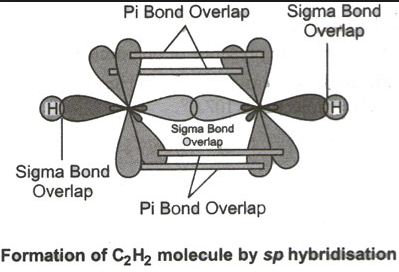 Pi Bond Overlap
Sigma Bond
Overlap
H
H
Sigma Bond
Overlap
Sigma Bond
Overlap
Pi Bond Overlap
Formation of C₂H₂ molecule by sp hybridisation